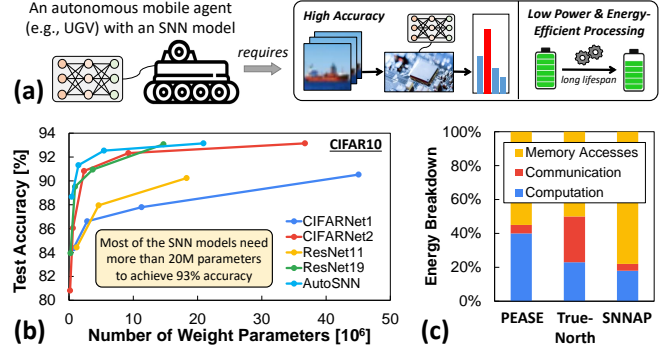 An autonomous mobile agent
(e.g., UGV) with an SNN model
requires
High Accuracy
Low Power & Energy-
Efficient Processing
long lifespan
(a)
94
92
90
88
86
84
82
80
Test Accuracy [%]
CIFAR10
CIFARNet1
CIFARNet2
ResNet11
ResNet19
AutoSNN
Most of the SNN models need
more than 20M parameters
to achieve 93% accuracy
0 10 20 30 40 50
(b) Number of Weight Parameters [10⁶]
100%
80%
60%
40%
20%
0%
Energy Breakdown
Memory Accesses
Communication
Computation
PEASE True-North SNNAP
(c)